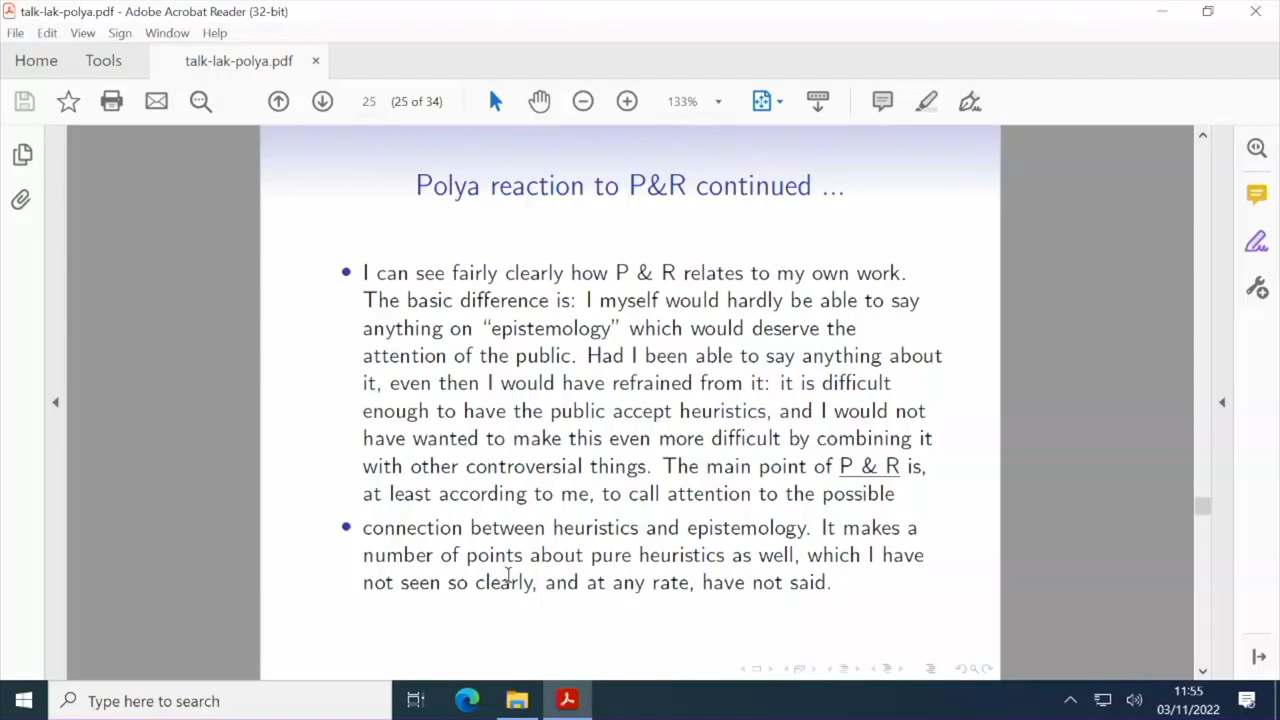 talk-lak-polya.pdf - Adobe Acrobat Reader (32-bit)
File Edit View Sign Window Help
Home Tools talk-lak-polya.pdf ×
25 (25 of 34) 133%
Polya reaction to P&R continued ...
I can see fairly clearly how P & R relates to my own work.
The basic difference is: I myself would hardly be able to say
anything on “epistemology” which would deserve the
attention of the public. Had I been able to say anything about
it, even then I would have refrained from it: it is difficult
enough to have the public accept heuristics, and I would not
have wanted to make this even more difficult by combining it
with other controversial things. The main point of P & R is,
at least according to me, to call attention to the possible
connection between heuristics and epistemology. It makes a
number of points about pure heuristics as well, which I have
not seen so clearly, and at any rate, have not said.
Type here to search
11:55
03/11/2022